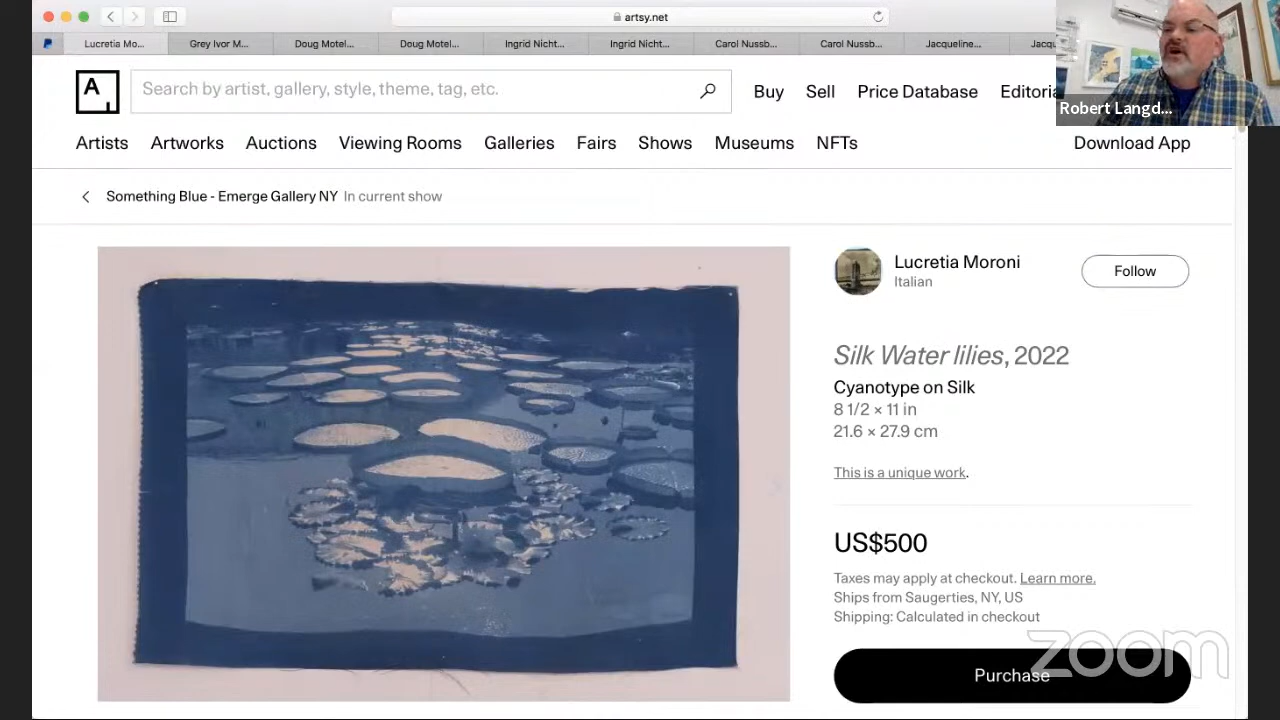 artsy.net
Lucretia Mo...
Grey Ivor M...
Doug Motel...
Doug Motel...
Ingrid Nicht...
Ingrid Nicht...
Carol Nussb...
Carol Nussb...
Jacqueline...
Jacq
Robert Langd...
A
Search by artist, gallery, style, theme, tag, etc.
Buy
Sell
Price Database
Editoria
Artists
Artworks
Auctions
Viewing Rooms
Galleries
Fairs
Shows
Museums
NFTs
Download App
Something Blue - Emerge Gallery NY In current show
Lucretia Moroni
Italian
Follow
Silk Water lilies, 2022
Cyanotype on Silk
8 1/2 × 11 in
21.6 × 27.9 cm
This is a unique work.
US$500
Taxes may apply at checkout. Learn more.
Ships from Saugerties, NY, US
Shipping: Calculated in checkout
zoom
Purchase